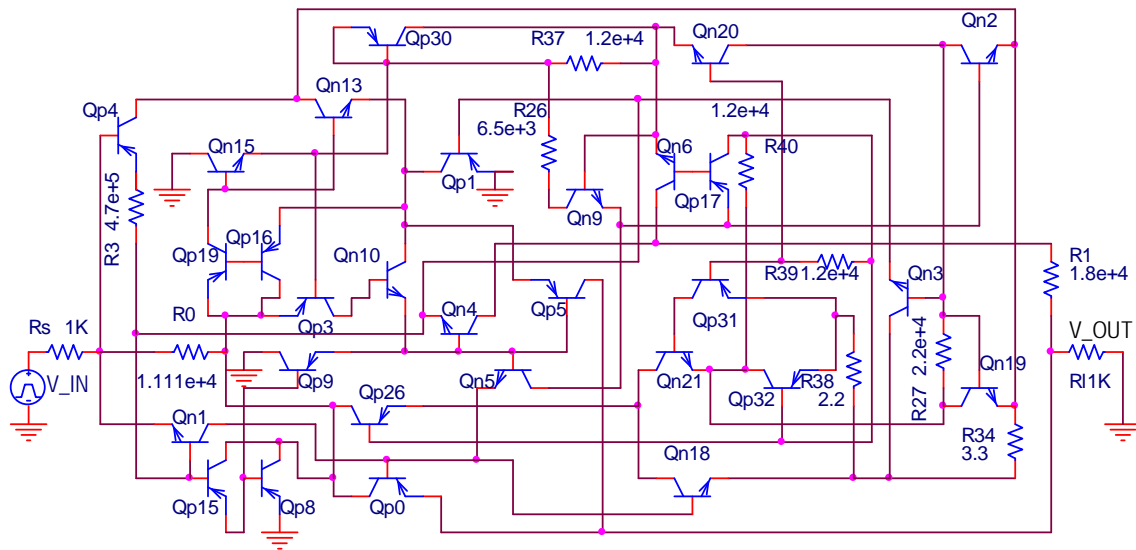 Qp30
R37
1.2e+4
Qn20
Qn2
Qn13
Qp4
R26
6.5e+3
1.2e+4
Qn15
Qp1
Qn6
R40
R3 4.7e+5
Qp17
Qn9
Qp19
Qp16
Qn10
R39
1.2e+4
Qn3
R1
1.8e+4
R0
Qp3
Qn4
Qp5
Qp31
Rs 1K
V_OUT
V_IN
1.111e+4
Qp9
Qn5
Qn21
R38
2.2
R27 2.2e+4
Qn19
Rl1K
Qp26
Qp32
Qn1
Qn18
R34
3.3
Qp15
Qp8
Qp0